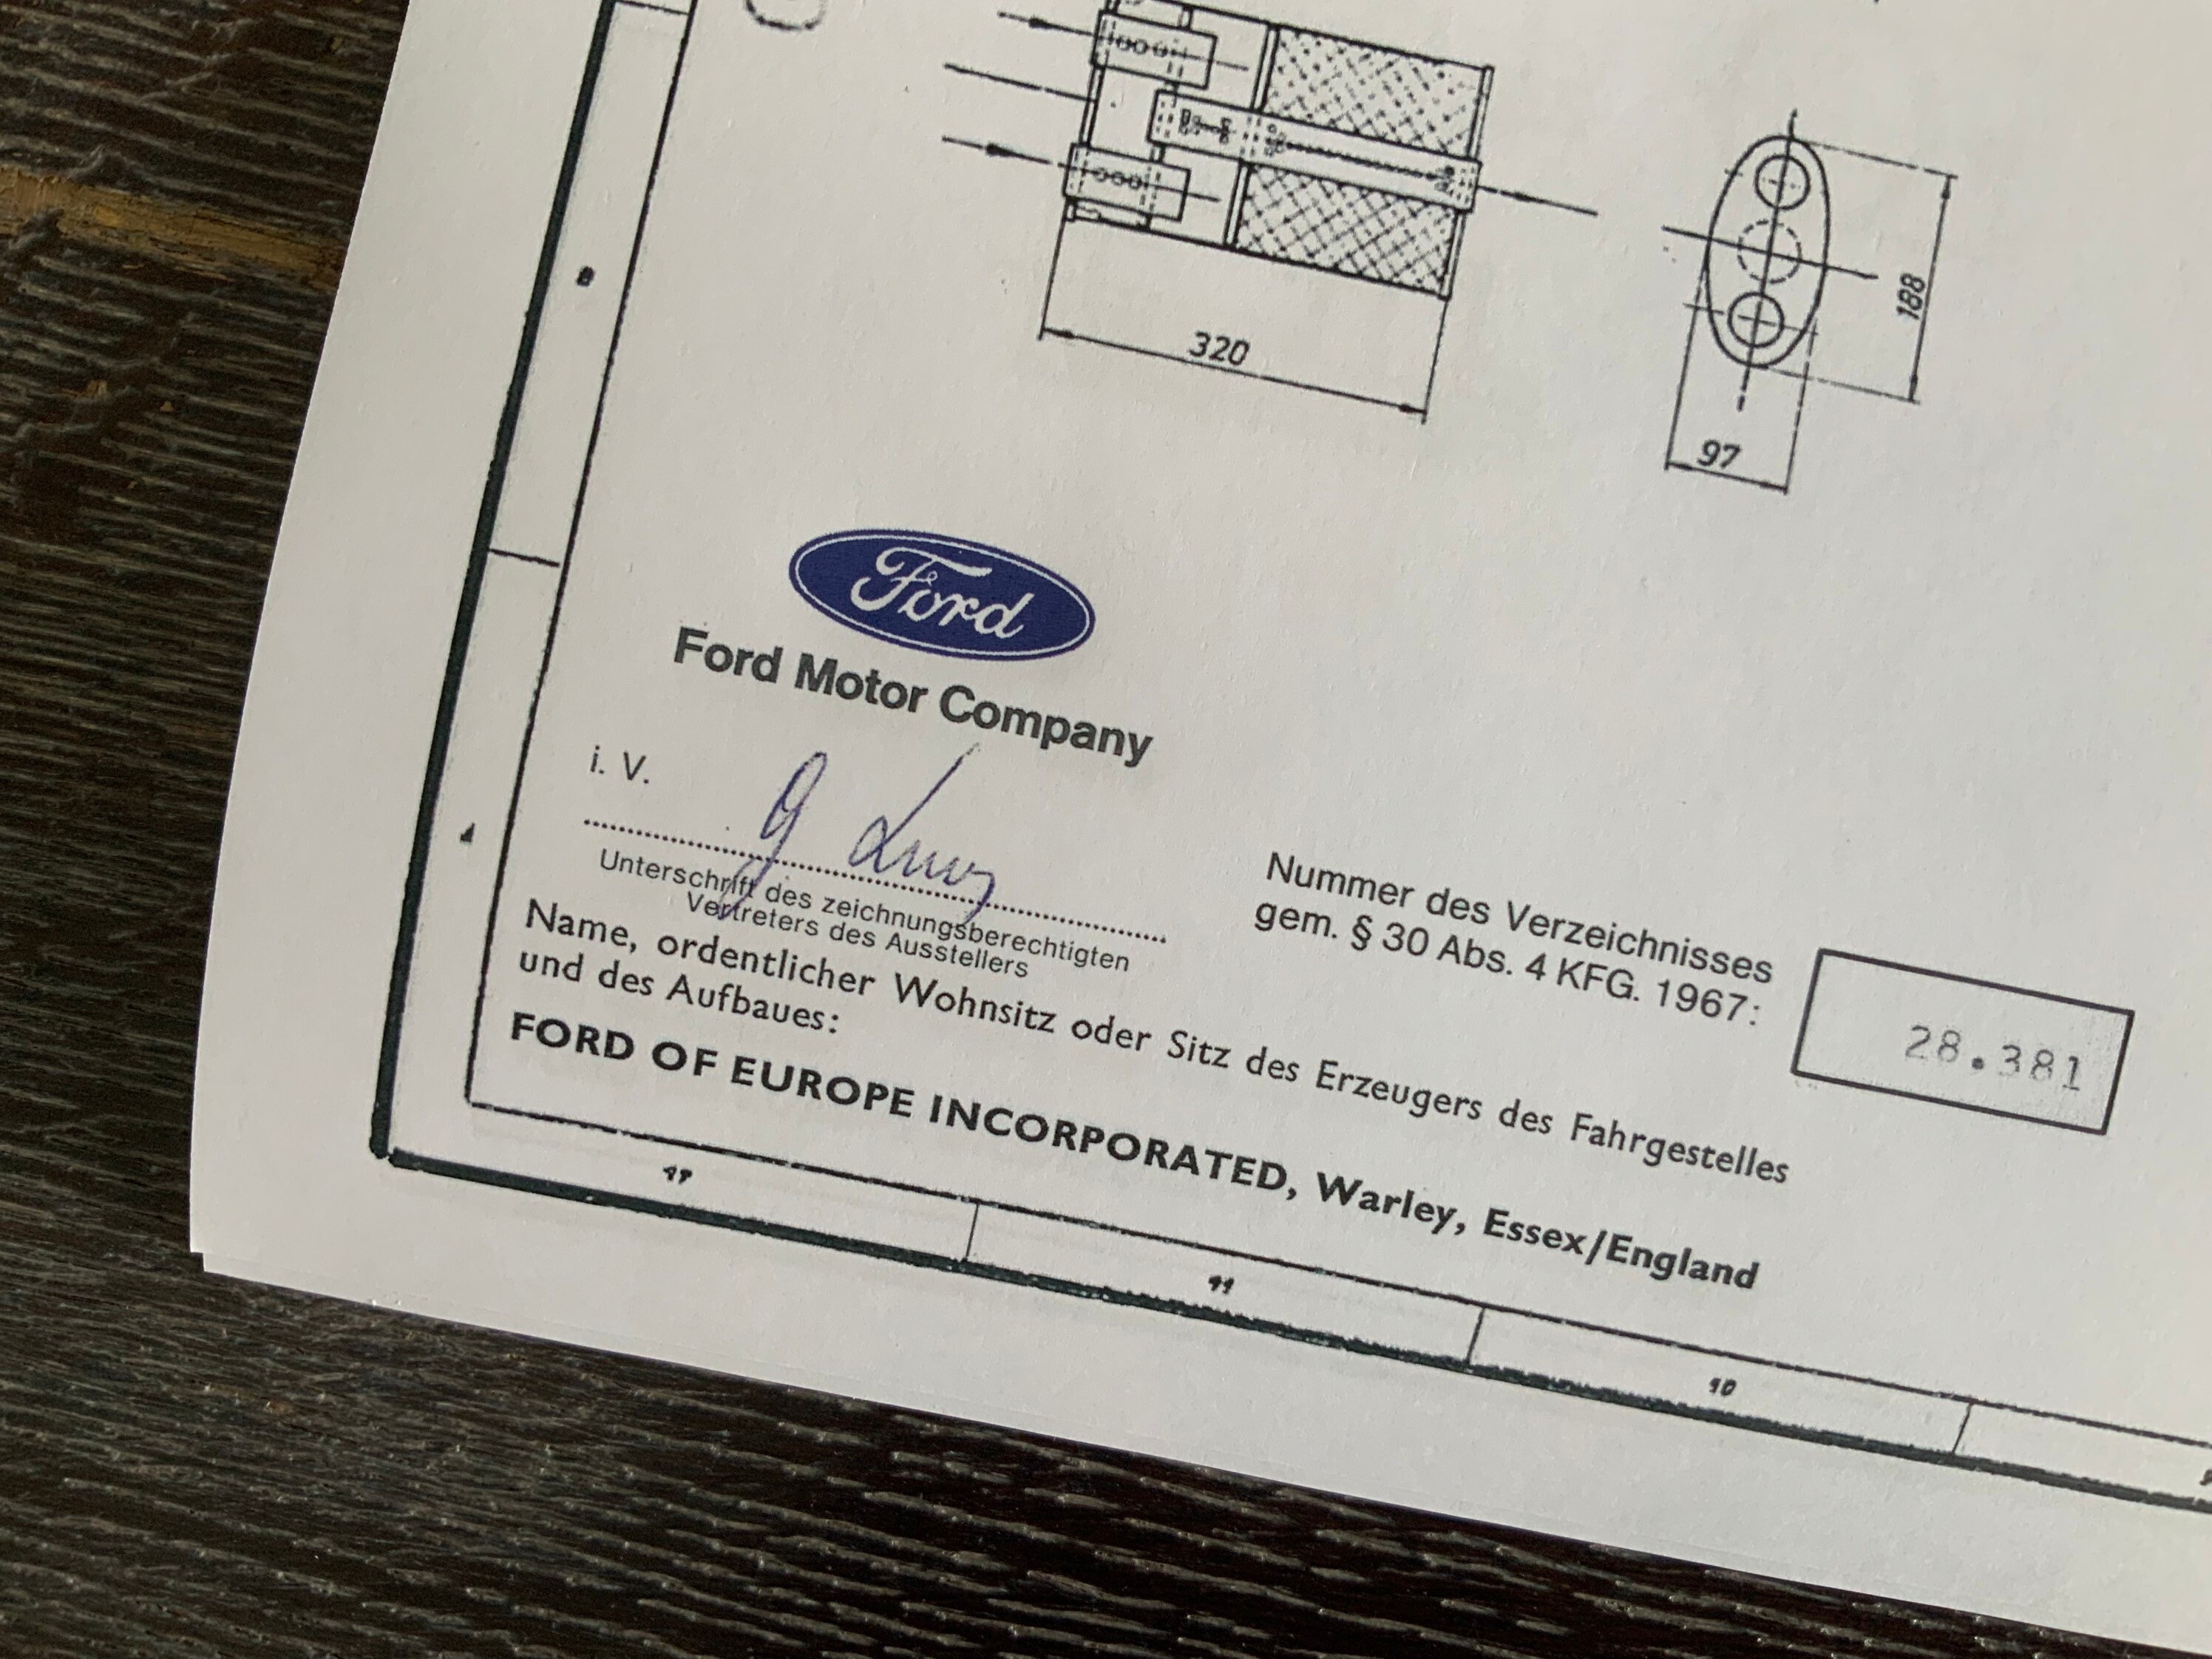 320
188
97
Ford
Ford Motor Company
i. V.
Unterschrift des zeichnungsberechtigten
Vertreters des Ausstellers
Nummer des Verzeichnisses
gem. § 30 Abs. 4 KFG. 1967:
28.381
Name, ordentlicher Wohnsitz oder Sitz des Erzeugers des Fahrgestelles
und des Aufbaues:
FORD OF EUROPE INCORPORATED, Warley, Essex/England
11
10